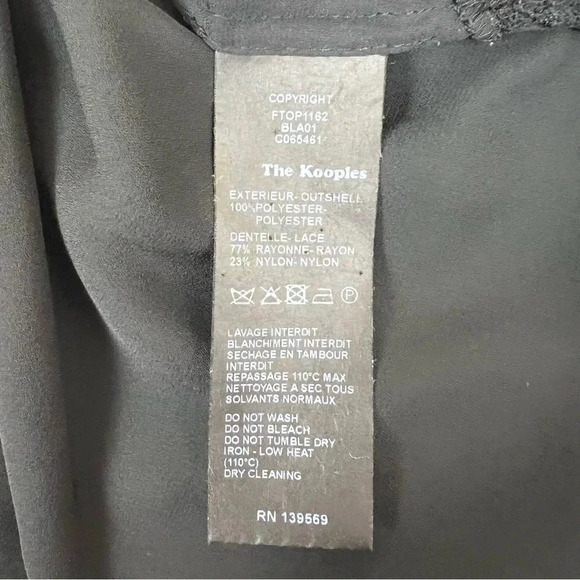 COPYRIGHT
FTOP1162
BLA01
C065461
The Kooples
EXTERIEUR- OUTSHELL
100% POLYESTER-
POLYESTER
DENTELLE- LACE
77% RAYONNE- RAYON
23% NYLON- NYLON
P
LAVAGE INTERDIT
BLANCHIMENT INTERDIT
SECHAGE EN TAMBOUR
INTERDIT
REPASSAGE 110°C MAX
NETTOYAGE A SEC TOUS
SOLVANTS NORMAUX
DO NOT WASH
DO NOT BLEACH
DO NOT TUMBLE DRY
IRON - LOW HEAT
(110°C)
DRY CLEANING
RN 139569